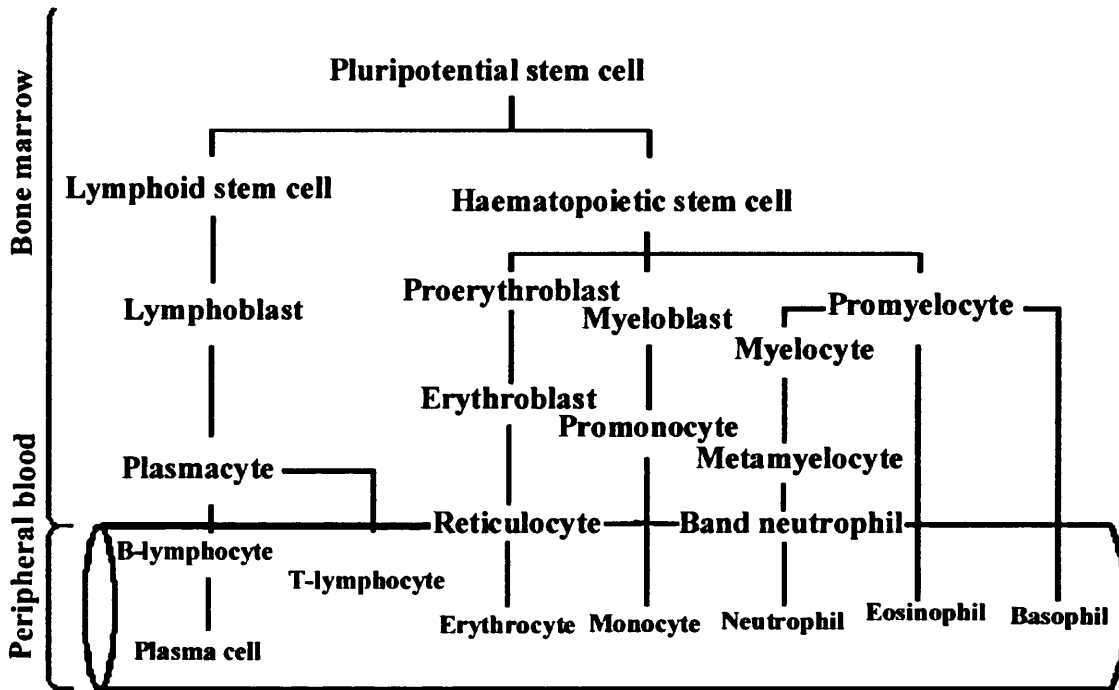 Bone marrow
Peripheral blood
Pluripotential stem cell
Lymphoid stem cell
Haematopoietic stem cell
Lymphoblast
Proerythroblast
Myeloblast
Promyelocyte
Myelocyte
Erythroblast
Promonocyte
Metamyelocyte
Plasmacyte
Reticulocyte
Band neutrophil
B-lymphocyte
T-lymphocyte
Plasma cell
Erythrocyte
Monocyte
Neutrophil
Eosinophil
Basophil